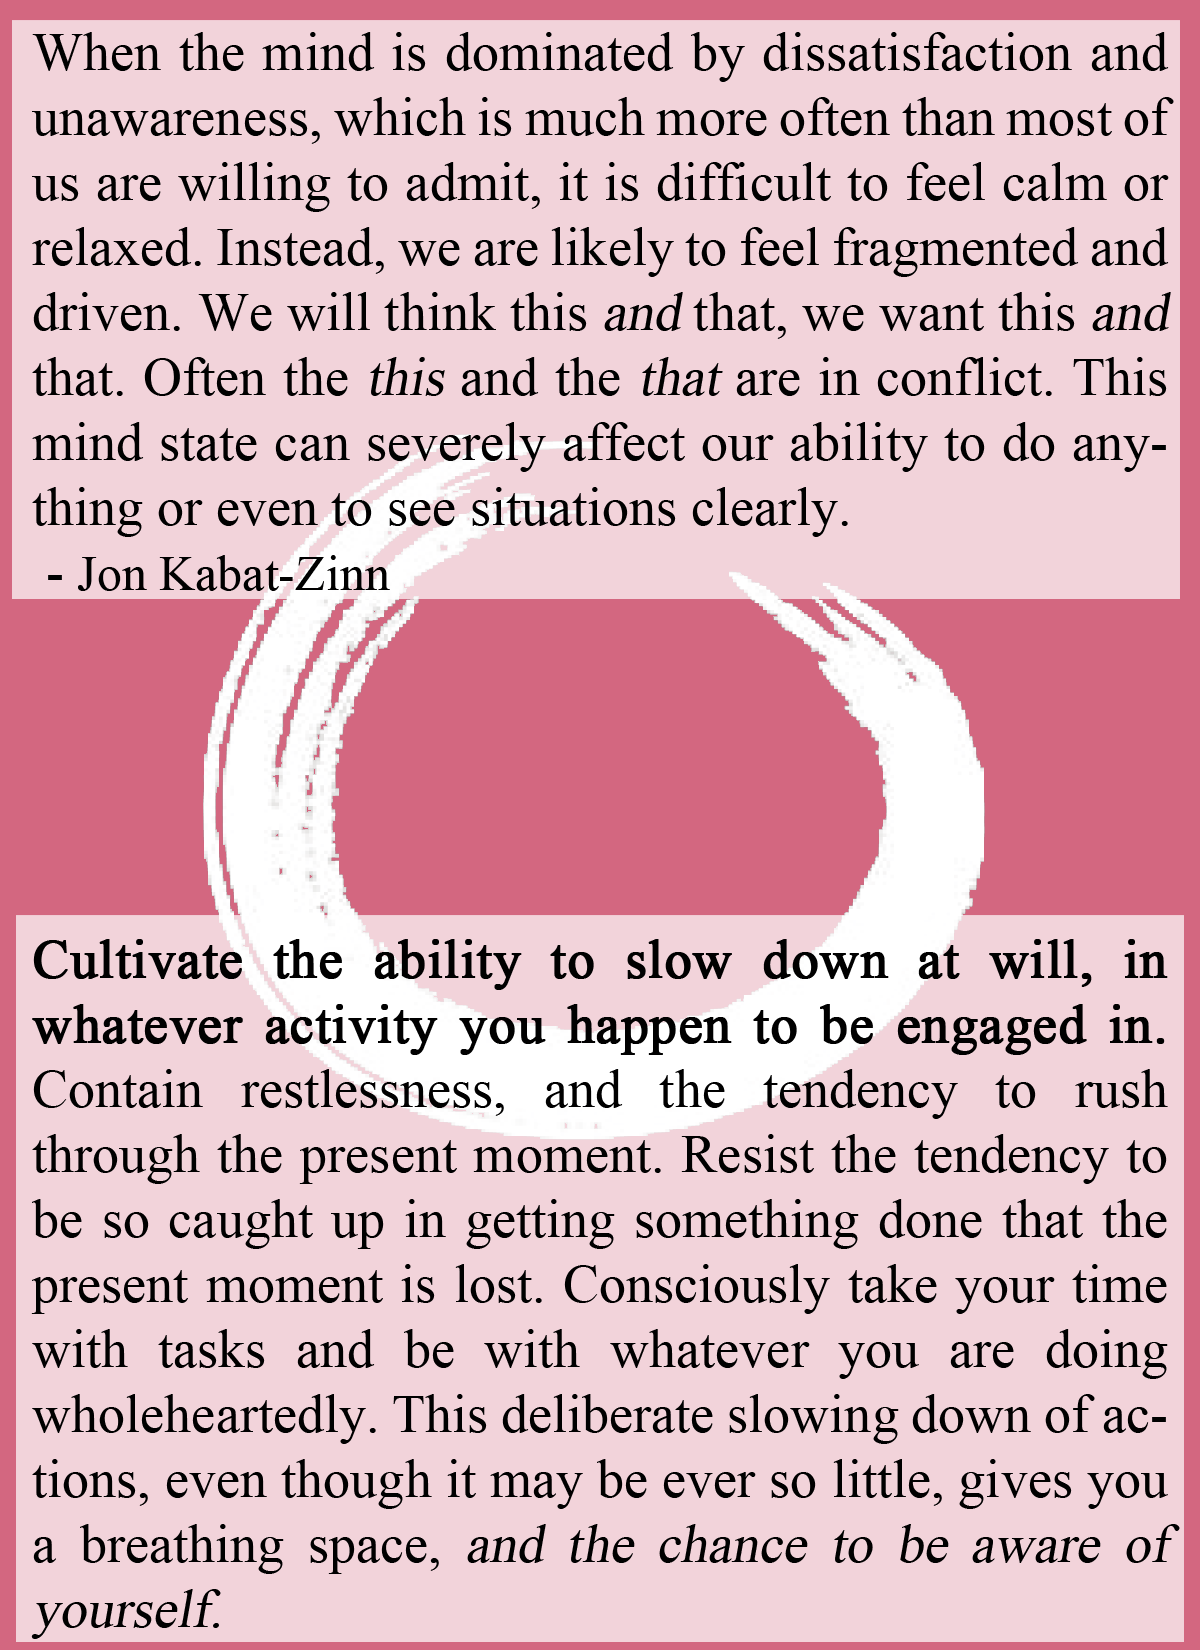 When the mind is dominated by dissatisfaction and
unawareness, which is much more often than most of
us are willing to admit, it is difficult to feel calm or
relaxed. Instead, we are likely to feel fragmented and
driven. We will think this and that, we want this and
that. Often the this and the that are in conflict. This
mind state can severely affect our ability to do any-
thing or even to see situations clearly.
- Jon Kabat-Zinn
Cultivate the ability to slow down at will, in
whatever activity you happen to be engaged in.
Contain restlessness, and the tendency to rush
through the present moment. Resist the tendency to
be so caught up in getting something done that the
present moment is lost. Consciously take your time
with tasks and be with whatever you are doing
wholeheartedly. This deliberate slowing down of ac-
tions, even though it may be ever so little, gives you
a breathing space, and the chance to be aware of
yourself.